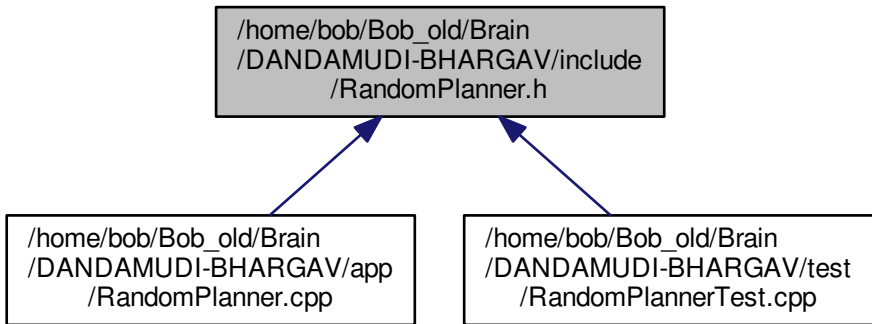 /home/bob/Bob_old/Brain
/DANDAMUDI-BHARGAV/include
/RandomPlanner.h
/home/bob/Bob_old/Brain
/DANDAMUDI-BHARGAV/app
/RandomPlanner.cpp
/home/bob/Bob_old/Brain
/DANDAMUDI-BHARGAV/test
/RandomPlannerTest.cpp